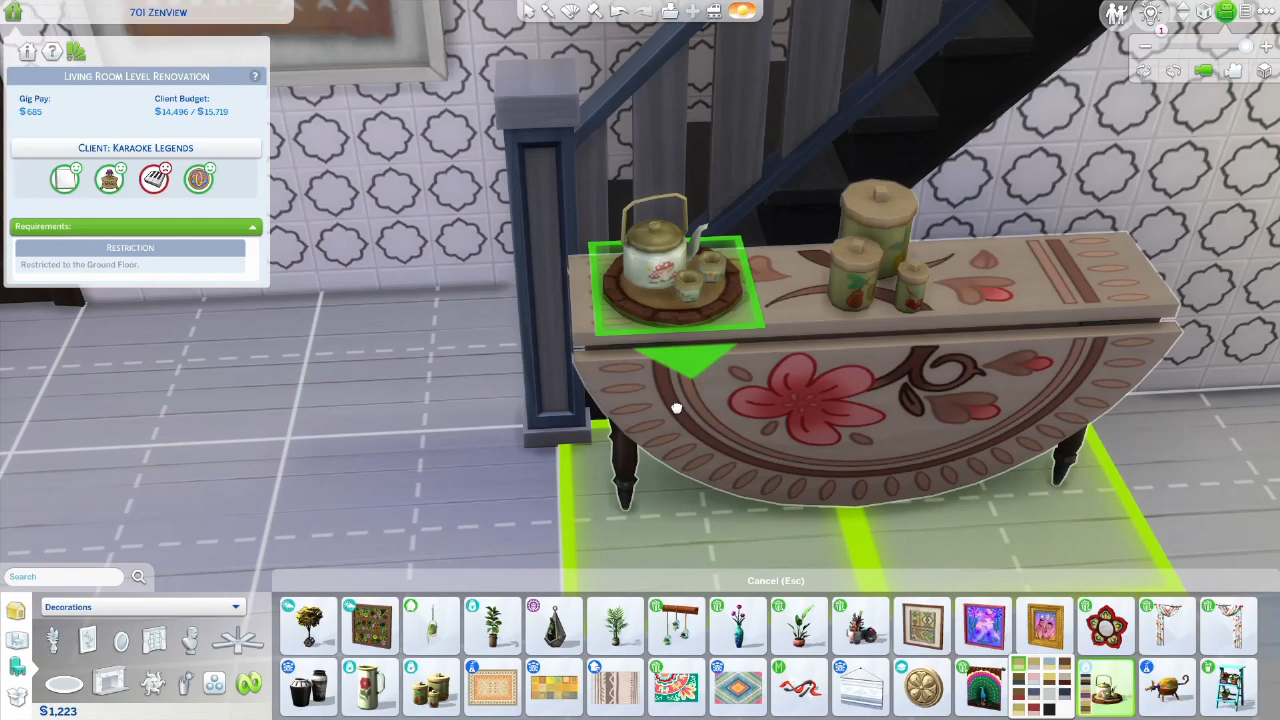 701 ZenView
1
Living Room Level Renovation
?
Gig Pay:
Client Budget:
$685
$14,496 / $15,719
Client: Karaoke Legends
Requirements:
Restriction
Restricted to the Ground Floor.
Cancel (Esc)
Search
Decorations
$1,223